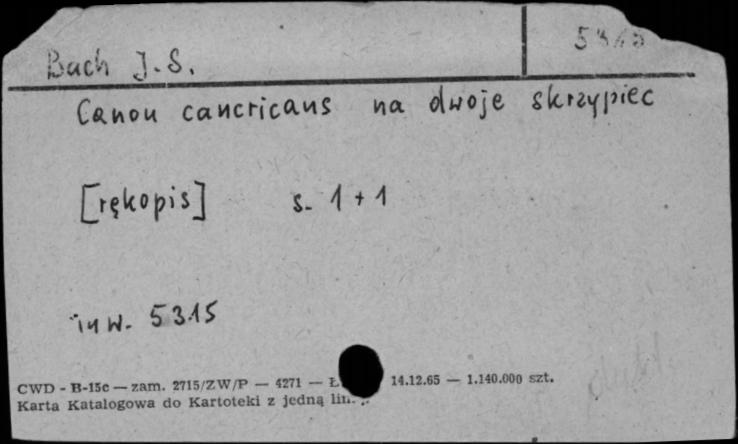 Bach J.S.
Canon cancricans na dwoje skrzypiec
[rękopis] s. 1 + 1
inw. 5315
CWD - B-15c — zam. 2715/ZW/P — 4271 — 14.12.65 — 1.140.000 szt.
Karta Katalogowa do Kartoteki z jedną